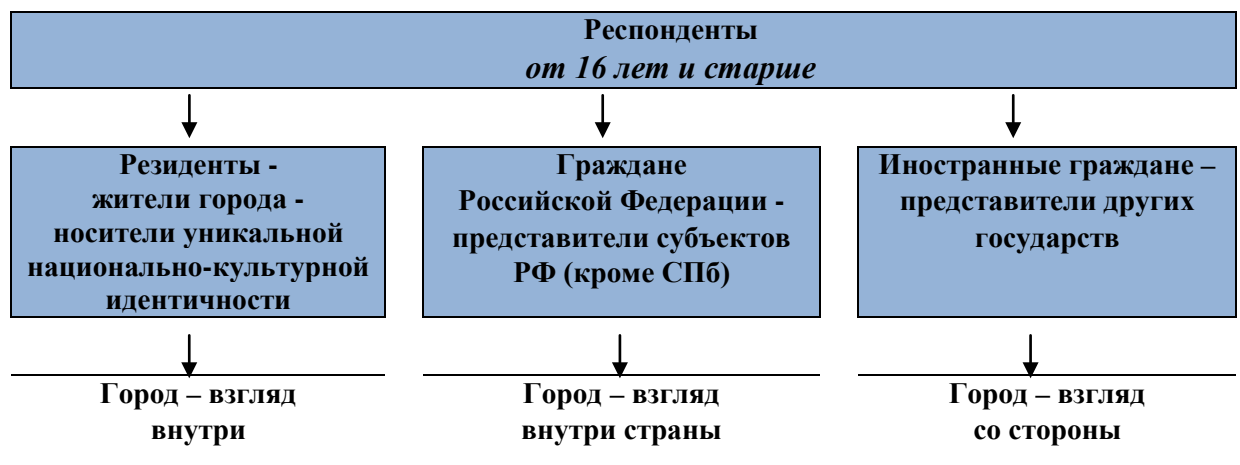 Респонденты
от 16 лет и старше
Резиденты -
жители города -
носители уникальной
национально-культурной
идентичности
Граждане
Российской Федерации -
представители субъектов
РФ (кроме СПб)
Иностранные граждане –
представители других
государств
Город – взгляд
внутри
Город – взгляд
внутри страны
Город – взгляд
со стороны